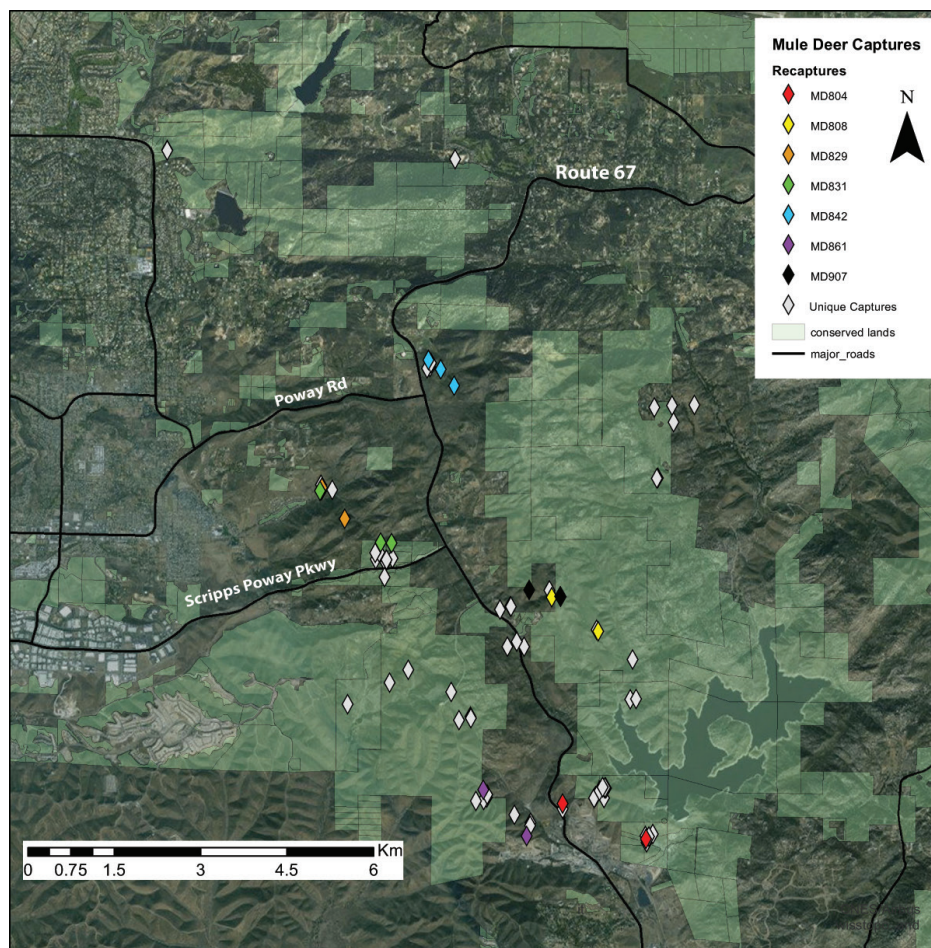 Mule Deer Captures
Recaptures
MD804
MD808
MD829
MD831
MD842
MD861
MD907
Unique Captures
conserved lands
major_roads
N
Route 67
Poway Rd
Scripps Poway Pkwy
Km
0 0.75 1.5 3 4.5 6